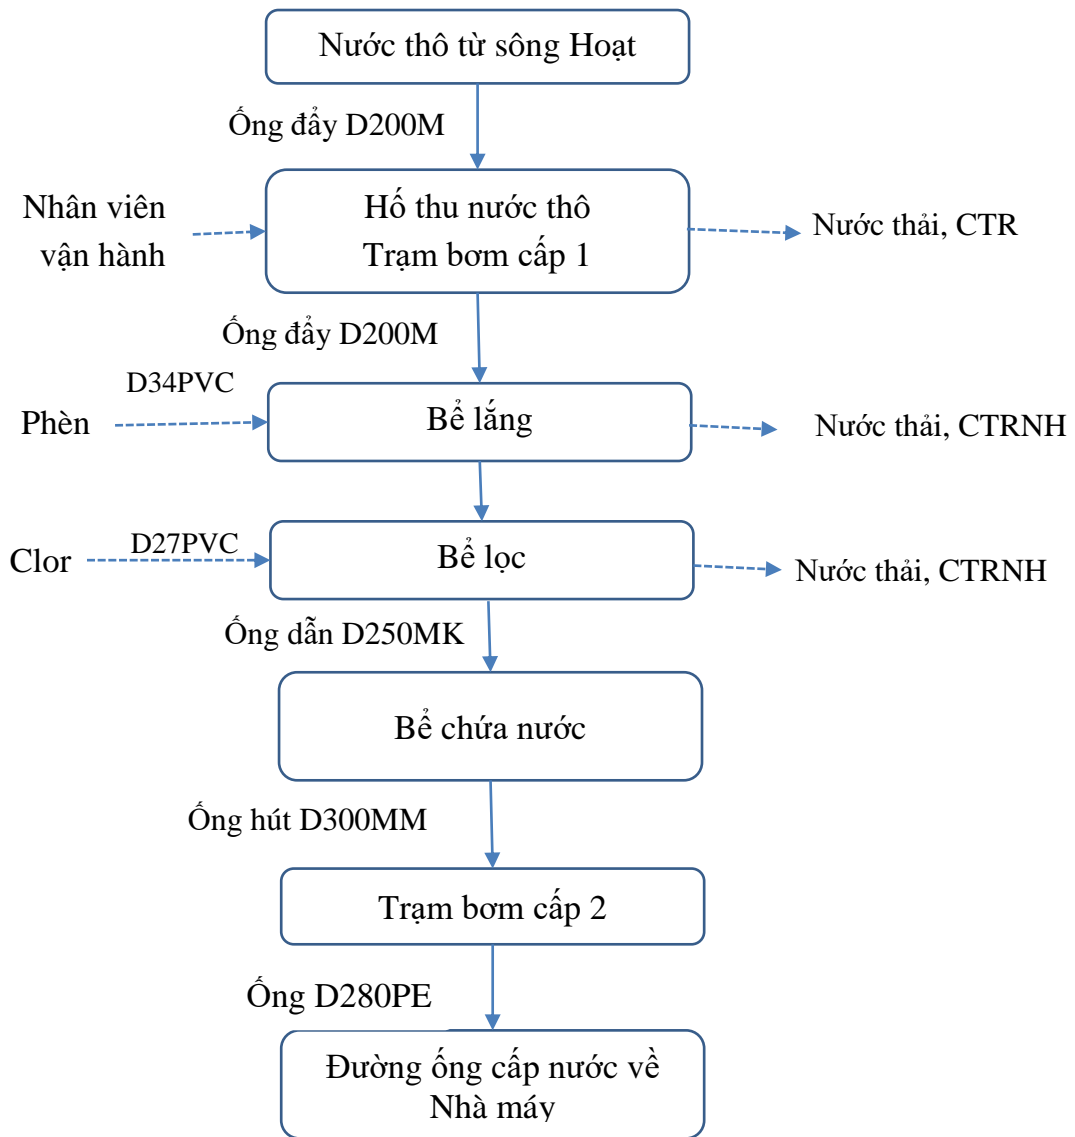 Nước thô từ sông Hoạt
Ống đẩy D200M
Nhân viên
vận hành
Hố thu nước thô
Trạm bơm cấp 1
Nước thải, CTR
Ống đẩy D200M
D34PVC
Phèn
Bể lắng
Nước thải, CTRNH
Clor
D27PVC
Bể lọc
Nước thải, CTRNH
Ống dẫn D250MK
Bể chứa nước
Ống hút D300MM
Trạm bơm cấp 2
Ống D280PE
Đường ống cấp nước về
Nhà máy